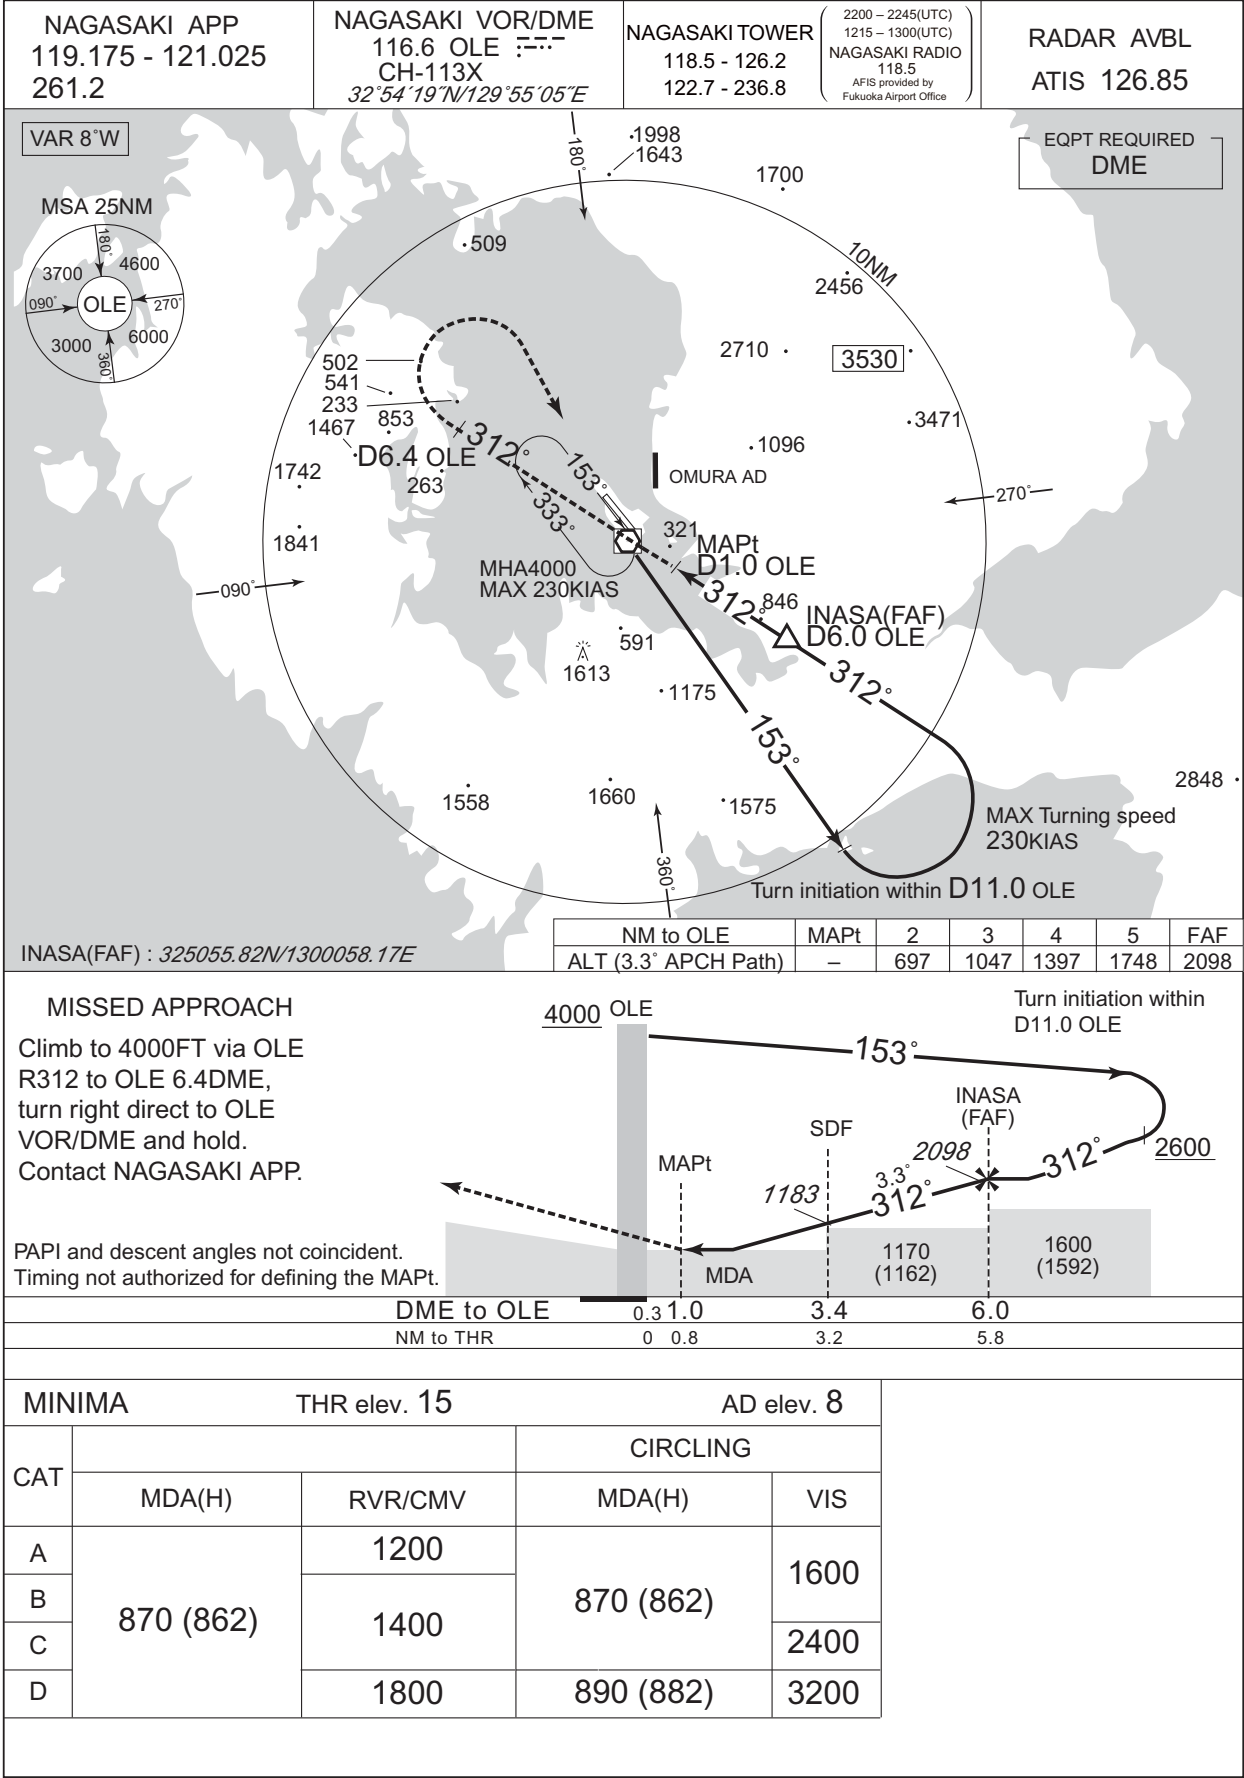 NAGASAKI APP
119.175 - 121.025
261.2
NAGASAKI VOR/DME
116.6 OLE
CH-113X
32°54´19˝N/129°55´05˝E
NAGASAKI TOWER
118.5 - 126.2
122.7 - 236.8
2200 – 2245(UTC)
1215 – 1300(UTC)
NAGASAKI RADIO
118.5
AFIS provided by
Fukuoka Airport Office
RADAR AVBL
ATIS 126.85
VAR 8°W
EQPT REQUIRED
DME
MSA 25NM
180°
3700
4600
090°
OLE
270°
3000
6000
360°
180°
1998
1643
1700
509
10NM
2456
2710
3530
502
541
233
853
1467
3471
312°
D6.4 OLE
1096
153°
OMURA AD
1742
263
270°
333°
1841
321
MAPt
D1.0 OLE
MHA4000
MAX 230KIAS
090°
312°
846
INASA(FAF)
D6.0 OLE
591
1613
1175
312°
153°
1558
1660
1575
2848
MAX Turning speed
230KIAS
360°
Turn initiation within D11.0 OLE
INASA(FAF) : 325055.82N/1300058.17E
NM to OLE MAPt 2 3 4 5 FAF
ALT (3.3° APCH Path) – 697 1047 1397 1748 2098
MISSED APPROACH
Climb to 4000FT via OLE
R312 to OLE 6.4DME,
turn right direct to OLE
VOR/DME and hold.
Contact NAGASAKI APP.
PAPI and descent angles not coincident.
Timing not authorized for defining the MAPt.
4000
OLE
Turn initiation within
D11.0 OLE
153°
INASA
(FAF)
SDF
2098
312°
2600
MAPt
1183
3.3°
312°
MDA
1170
(1162)
1600
(1592)
DME to OLE 0.3 1.0 3.4 6.0
NM to THR 0 0.8 3.2 5.8
MINIMA THR elev. 15 AD elev. 8
CAT
CIRCLING
MDA(H) RVR/CMV MDA(H) VIS
A 1200
B 870 (862) 1400 870 (862) 1600
C 2400
D 1800 890 (882) 3200